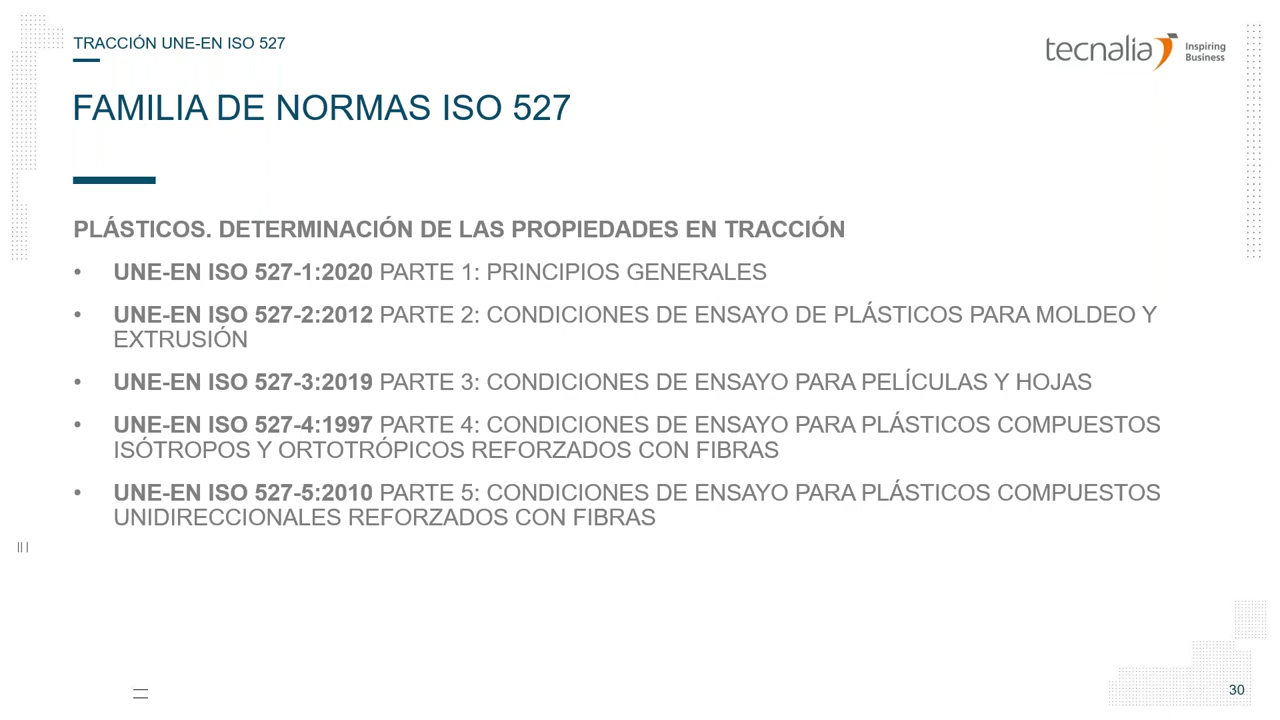 TRACCIÓN UNE-EN ISO 527
tecnalia Inspiring Business
FAMILIA DE NORMAS ISO 527
PLÁSTICOS. DETERMINACIÓN DE LAS PROPIEDADES EN TRACCIÓN
• UNE-EN ISO 527-1:2020 PARTE 1: PRINCIPIOS GENERALES
• UNE-EN ISO 527-2:2012 PARTE 2: CONDICIONES DE ENSAYO DE PLÁSTICOS PARA MOLDEO Y
EXTRUSIÓN
• UNE-EN ISO 527-3:2019 PARTE 3: CONDICIONES DE ENSAYO PARA PELÍCULAS Y HOJAS
• UNE-EN ISO 527-4:1997 PARTE 4: CONDICIONES DE ENSAYO PARA PLÁSTICOS COMPUESTOS
ISÓTROPOS Y ORTOTRÓPICOS REFORZADOS CON FIBRAS
• UNE-EN ISO 527-5:2010 PARTE 5: CONDICIONES DE ENSAYO PARA PLÁSTICOS COMPUESTOS
UNIDIRECCIONALES REFORZADOS CON FIBRAS
30